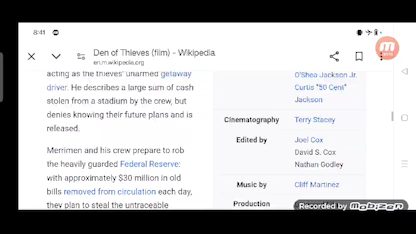 8:41
Den of Thieves (film) - Wikipedia
en.m.wikipedia.org
acting as the thieves' unarmed getaway
driver. He describes a large sum of cash
stolen from a stadium by the crew, but
denies knowing their future plans and is
released.
Merrimen and his crew prepare to rob
the heavily guarded Federal Reserve:
with approximately $30 million in old
bills removed from circulation each day,
they plan to steal the untraceable
O'Shea Jackson Jr.
Curtis "50 Cent"
Jackson
Cinematography Terry Stacey
Edited by Joel Cox
David S. Cox
Nathan Godley
Music by Cliff Martinez
Production
Recorded by Mobizen